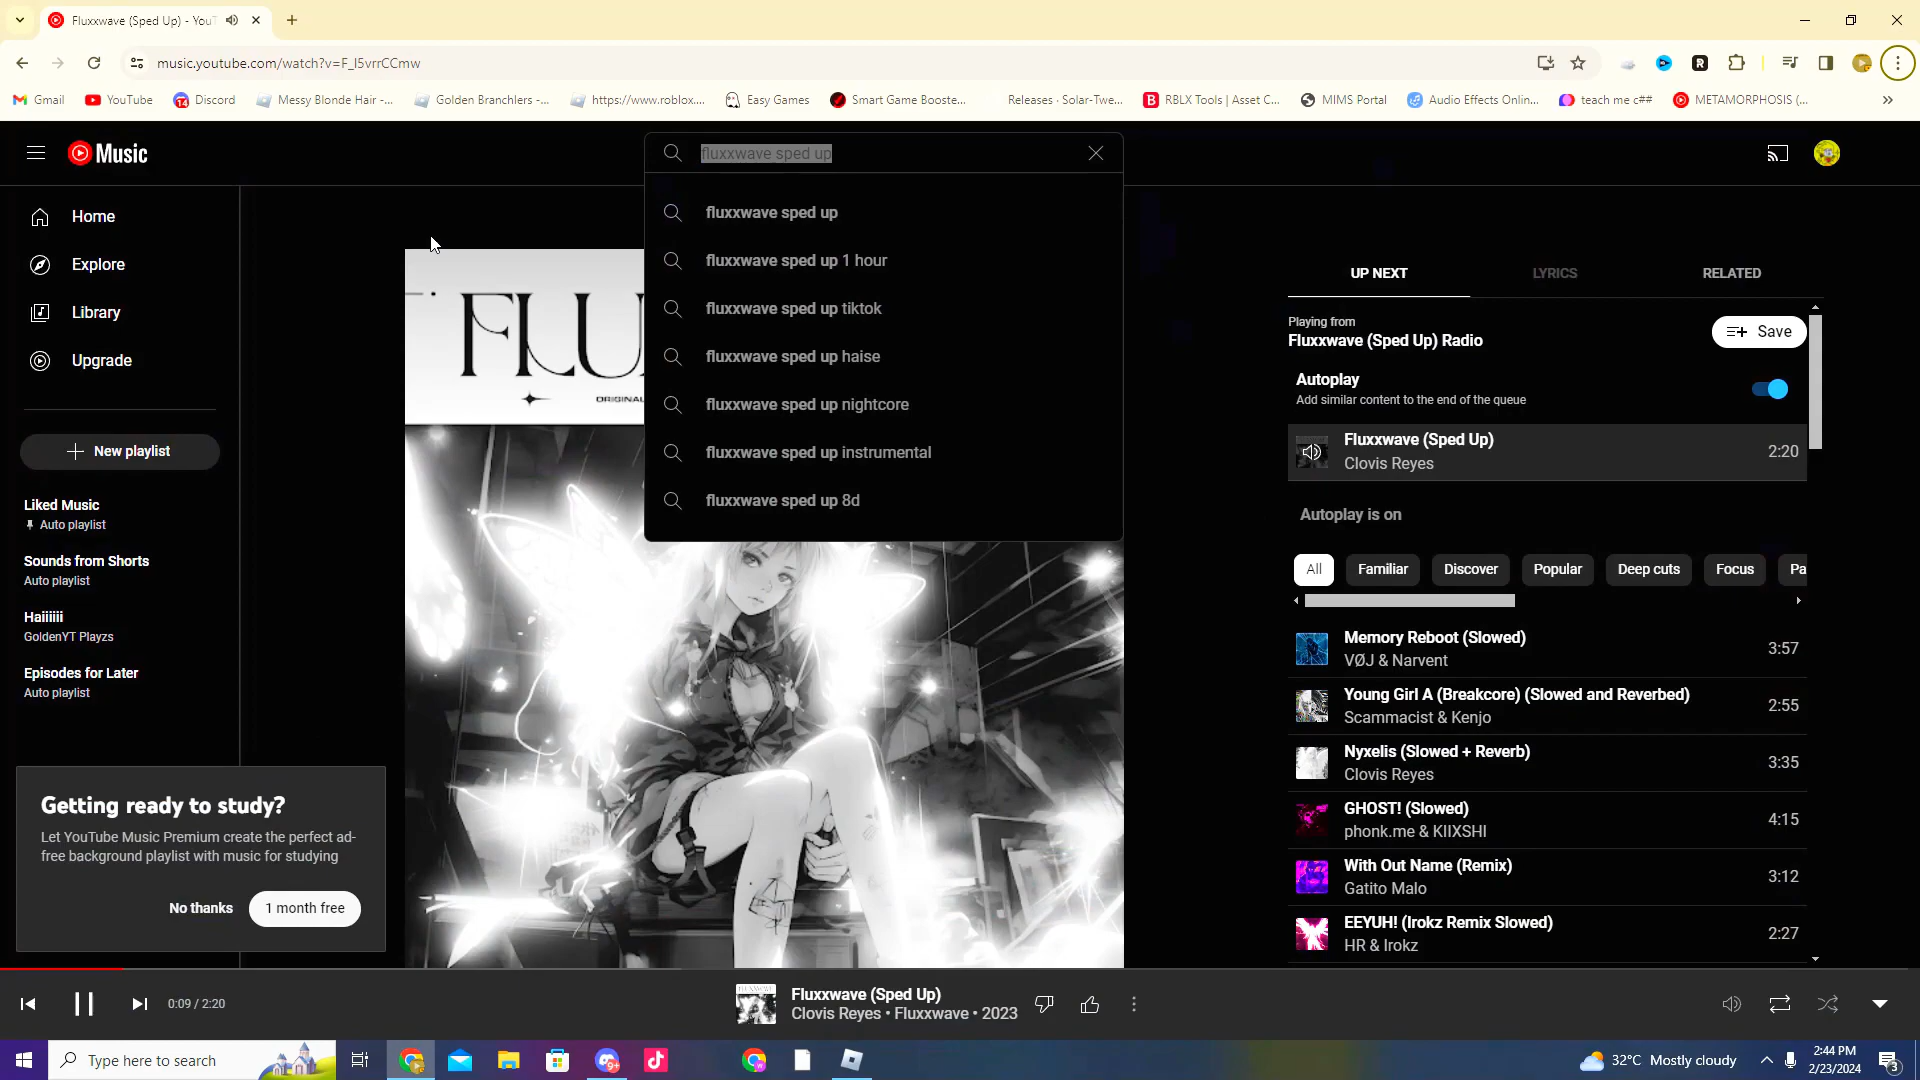 Fluxxwave (Sped Up) - YouT
music.youtube.com/watch?v=F_I5vrrCCmw
Gmail
YouTube
14
Discord
Messy Blonde Hair -...
Golden Branchlers -...
https://www.roblox....
Easy Games
Smart Game Booste...
Releases · Solar-Twe...
RBLX Tools | Asset C...
MIMS Portal
Audio Effects Onlin...
teach me c##
METAMORPHOSIS (...
Music
fluxxwave sped up
Home
Explore
Library
Upgrade
New playlist
Liked Music
Auto playlist
Sounds from Shorts
Auto playlist
Haiiiiii
GoldenYT Playzs
Episodes for Later
Auto playlist
Getting ready to study?
Let YouTube Music Premium create the perfect ad-
free background playlist with music for studying
No thanks
1 month free
FLU
ORIGINAL
fluxxwave sped up
fluxxwave sped up 1 hour
fluxxwave sped up tiktok
fluxxwave sped up haise
fluxxwave sped up nightcore
fluxxwave sped up instrumental
fluxxwave sped up 8d
UP NEXT
LYRICS
RELATED
Playing from
Fluxxwave (Sped Up) Radio
Save
Autoplay
Add similar content to the end of the queue
Fluxxwave (Sped Up)
Clovis Reyes
2:20
Autoplay is on
All
Familiar
Discover
Popular
Deep cuts
Focus
Pa
Memory Reboot (Slowed)
VØJ & Narvent
3:57
Young Girl A (Breakcore) (Slowed and Reverbed)
Scammacist & Kenjo
2:55
Nyxelis (Slowed + Reverb)
Clovis Reyes
3:35
GHOST! (Slowed)
phonk.me & KIIXSHI
4:15
With Out Name (Remix)
Gatito Malo
3:12
EEYUH! (Irokz Remix Slowed)
HR & Irokz
2:27
0:09 / 2:20
Fluxxwave (Sped Up)
Clovis Reyes • Fluxxwave • 2023
Type here to search
32°C Mostly cloudy
2:44 PM
2/23/2024
3